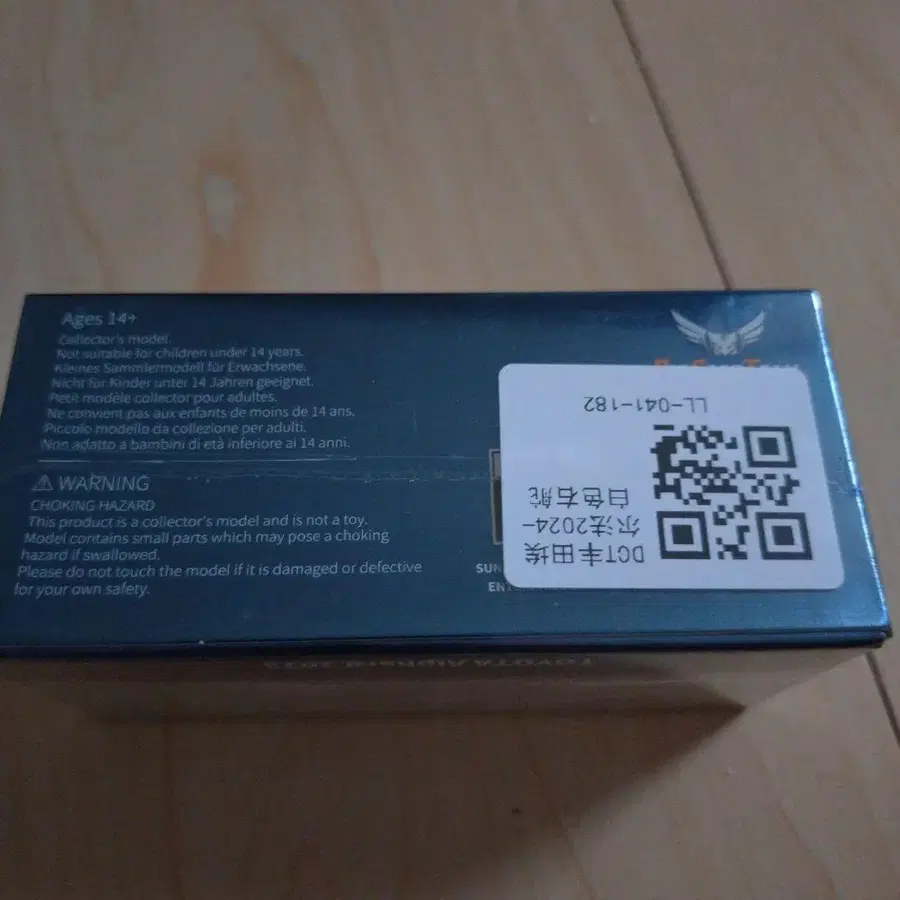 Ages 14+
Collector's model.
Not suitable for children under 14 years.
Kleines Sammlermodell für Erwachsene.
Nicht für Kinder unter 14 Jahren geeignet.
Petit modèle collector pour adultes.
Ne convient pas aux enfants de moins de 14 ans.
Piccolo modello da collezione per adulti.
Non adatto a bambini di età inferiore ai 14 anni.
WARNING
CHOKING HAZARD
This product is a collector's model and is not a toy.
Model contains small parts which may pose a choking
hazard if swallowed.
Please do not touch the model if it is damaged or defective
for your own safety.
DCT丰田埃
尔法2024-
白色右舵
LL-041-182
SUN
TOYOTA Alphard 2023